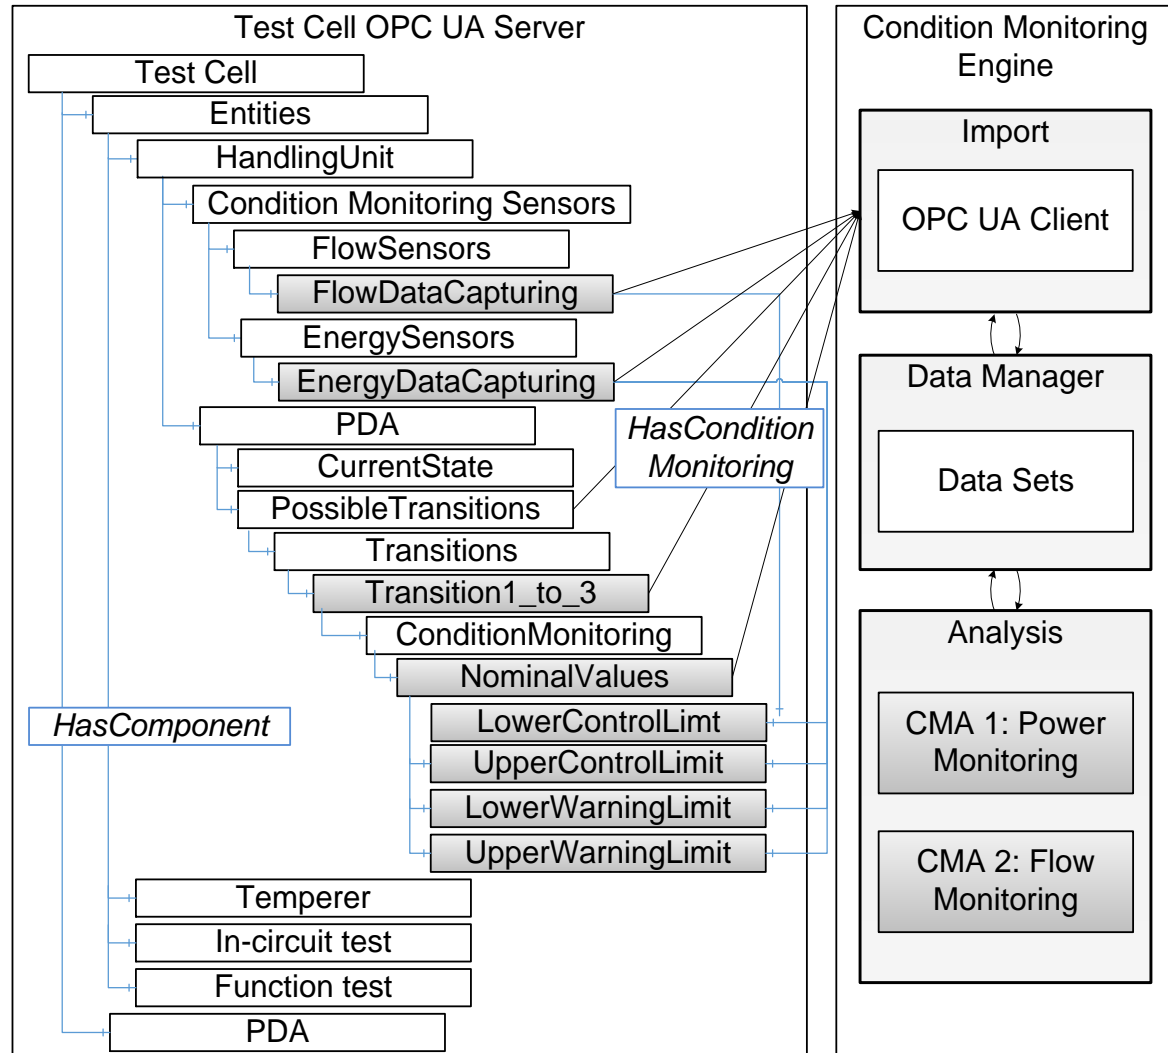 Test Cell OPC UA Server
Test Cell
Entities
HandlingUnit
Condition Monitoring Sensors
FlowSensors
FlowDataCapturing
EnergySensors
EnergyDataCapturing
PDA
CurrentState
PossibleTransitions
Transitions
Transition1_to_3
ConditionMonitoring
NominalValues
LowerControlLimt
UpperControlLimit
LowerWarningLimit
UpperWarningLimit
Temperer
In-circuit test
Function test
PDA
HasComponent
HasCondition
Monitoring
Condition Monitoring
Engine
Import
OPC UA Client
Data Manager
Data Sets
Analysis
CMA 1: Power
Monitoring
CMA 2: Flow
Monitoring